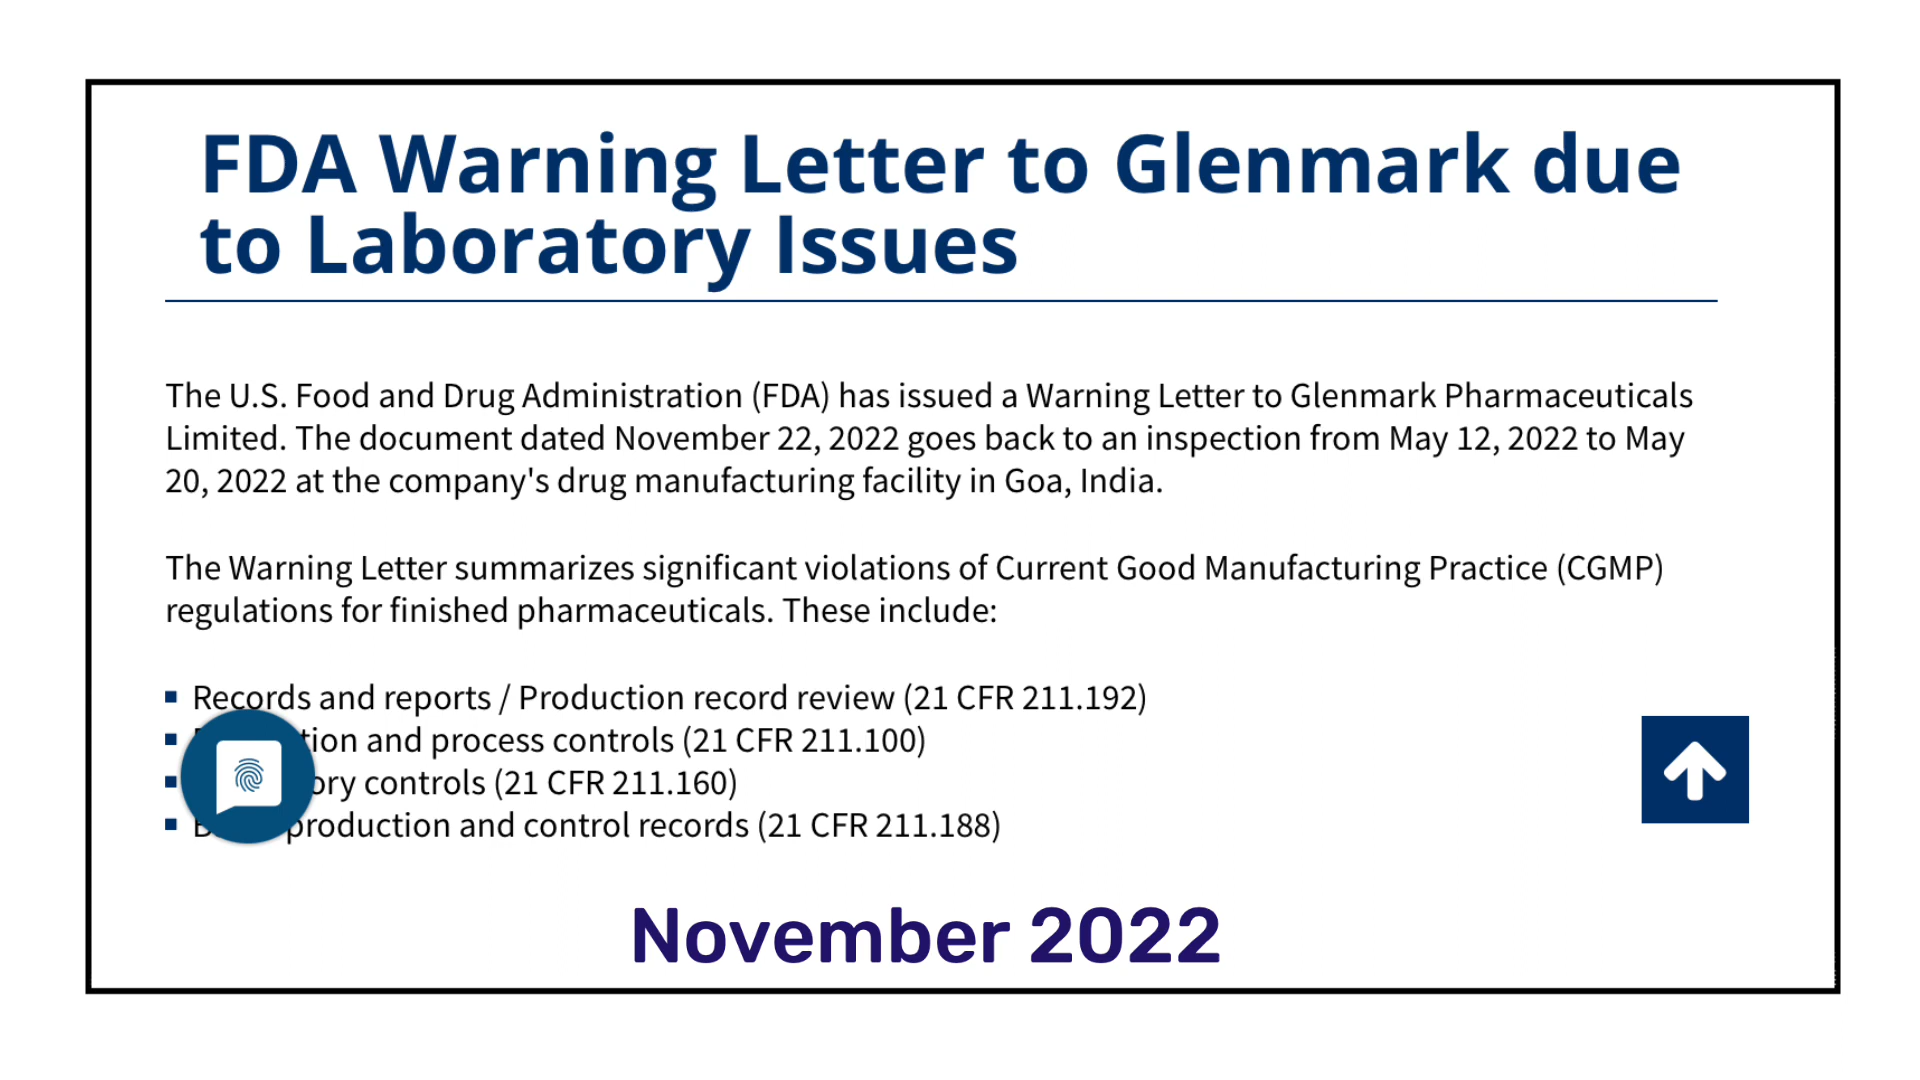 FDA Warning Letter to Glenmark due
to Laboratory Issues
The U.S. Food and Drug Administration (FDA) has issued a Warning Letter to Glenmark Pharmaceuticals
Limited. The document dated November 22, 2022 goes back to an inspection from May 12, 2022 to May
20, 2022 at the company's drug manufacturing facility in Goa, India.
The Warning Letter summarizes significant violations of Current Good Manufacturing Practice (CGMP)
regulations for finished pharmaceuticals. These include:
▪ Records and reports / Production record review (21 CFR 211.192)
▪ and process controls (21 CFR 211.100)
▪ controls (21 CFR 211.160)
▪ production and control records (21 CFR 211.188)
November 2022